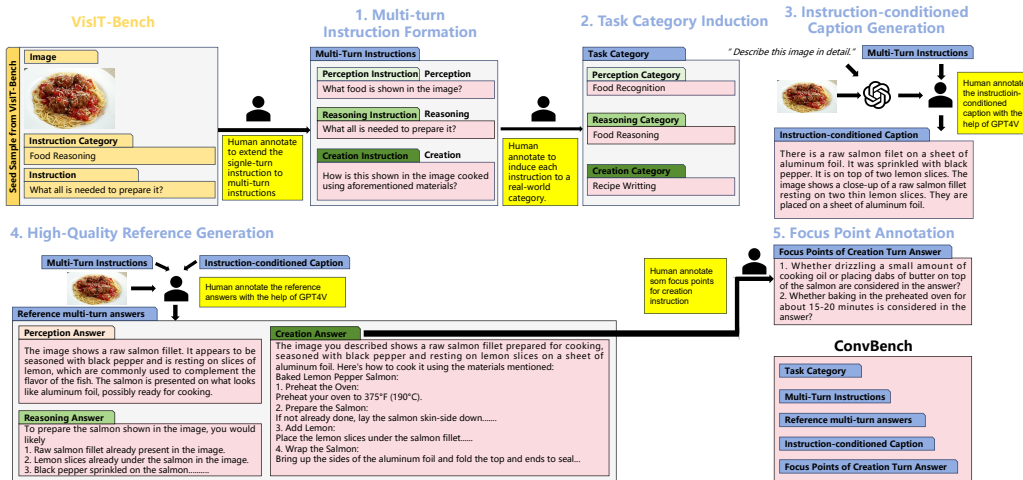 VisIT-Bench
Seed Sample from VisIT-Bench
Image
Instruction Category
Food Reasoning
Instruction
What all is needed to prepare it?
Human annotate
to extend the
signle-turn
instruction to
multi-turn
instructions
1. Multi-turn
Instruction Formation
Multi-Turn Instructions
Perception Instruction Perception
What food is shown in the image?
Reasoning Instruction Reasoning
What all is needed to prepare it?
Creation Instruction Creation
How is this shown in the image cooked
using aforementioned materials?
Human
annotate to
induce each
instruction to a
real-world
category.
2. Task Category Induction
Task Category
Perception Category
Food Recognition
Reasoning Category
Food Reasoning
Creation Category
Recipe Writting
3. Instruction-conditioned
Caption Generation
" Describe this image in detail."
Multi-Turn Instructions
Human annotate
the instructioin-
conditioned
caption with the
help of GPT4V
Instruction-conditioned Caption
There is a raw salmon filet on a sheet of
aluminum foil. It was sprinkled with black
pepper. It is on top of two lemon slices. The
image shows a close-up of a raw salmon fillet
resting on two thin lemon slices. They are
placed on a sheet of aluminum foil.
4. High-Quality Reference Generation
Multi-Turn Instructions
Instruction-conditioned Caption
Human annotate the reference
answers with the help of GPT4V
Reference multi-turn answers
Perception Answer
The image shows a raw salmon fillet. It appears to be
seasoned with black pepper and is resting on slices of
lemon, which are commonly used to complement the
flavor of the fish. The salmon is presented on what looks
like aluminum foil, possibly ready for cooking.
Reasoning Answer
To prepare the salmon shown in the image, you would
likely
1. Raw salmon fillet already present in the image.
2. Lemon slices already under the salmon in the image.
3. Black pepper sprinkled on the salmon.........
Creation Answer
The image you described shows a raw salmon fillet prepared for cooking,
seasoned with black pepper and resting on lemon slices on a sheet of
aluminum foil. Here's how to cook it using the materials mentioned:
Baked Lemon Pepper Salmon:
1. Preheat the Oven:
Preheat your oven to 375°F (190°C).
2. Prepare the Salmon:
If not already done, lay the salmon skin-side down......
3. Add Lemon:
Place the lemon slices under the salmon fillet.....
4. Wrap the Salmon:
Bring up the sides of the aluminum foil and fold the top and ends to seal...
Human annotate
som focus points
for creation
instruction
5. Focus Point Annotation
Focus Points of Creation Turn Answer
1. Whether drizzling a small amount of
cooking oil or placing dabs of butter on top
of the salmon are considered in the answer?
2. Whether baking in the preheated oven for
about 15-20 minutes is considered in the
answer?
ConvBench
Task Category
Multi-Turn Instructions
Reference multi-turn answers
Instruction-conditioned Caption
Focus Points of Creation Turn Answer